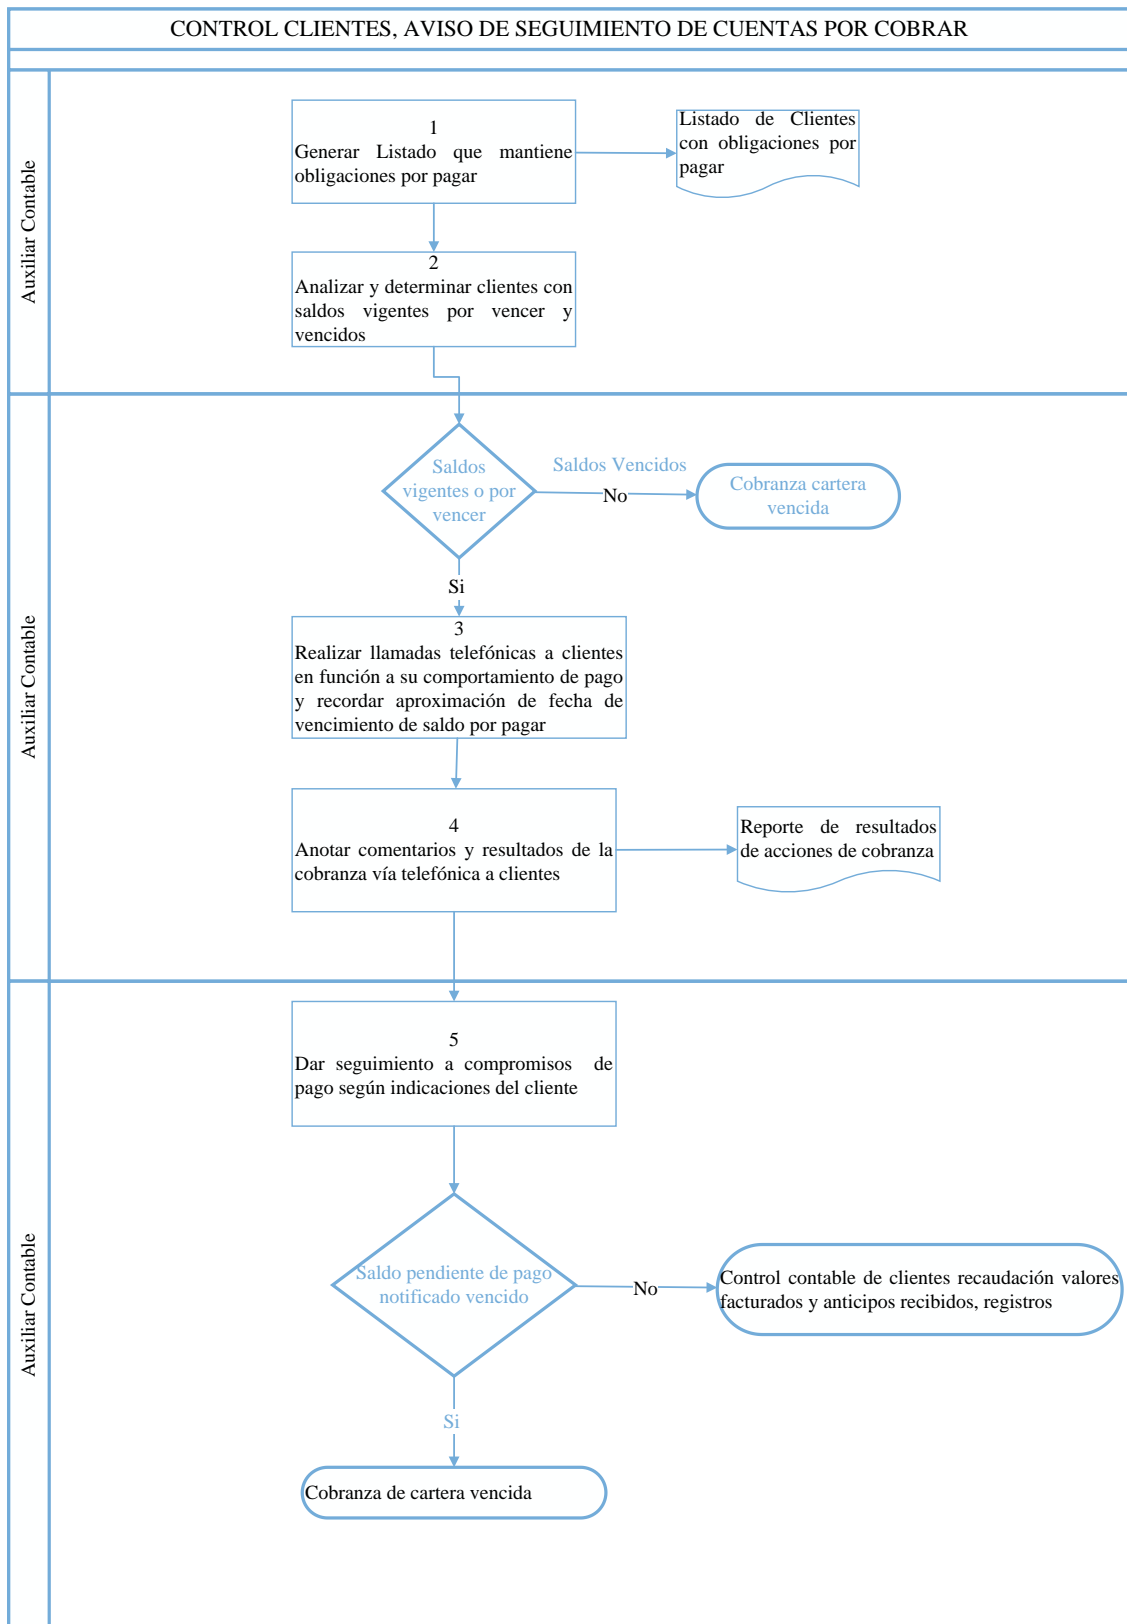 CONTROL CLIENTES, AVISO DE SEGUIMIENTO DE CUENTAS POR COBRAR
Auxiliar Contable
1
Generar Listado que mantiene
obligaciones por pagar
Listado de Clientes
con obligaciones por
pagar
2
Analizar y determinar clientes con
saldos vigentes por vencer y
vencidos
Auxiliar Contable
Saldos
vigentes o por
vencer
Saldos Vencidos
No
Cobranza cartera
vencida
Si
3
Realizar llamadas telefónicas a clientes
en función a su comportamiento de pago
y recordar aproximación de fecha de
vencimiento de saldo por pagar
4
Anotar comentarios y resultados de la
cobranza vía telefónica a clientes
Reporte de resultados
de acciones de cobranza
Auxiliar Contable
5
Dar seguimiento a compromisos de
pago según indicaciones del cliente
Saldo pendiente de pago
notificado vencido
No
Control contable de clientes recaudación valores
facturados y anticipos recibidos, registros
Si
Cobranza de cartera vencida